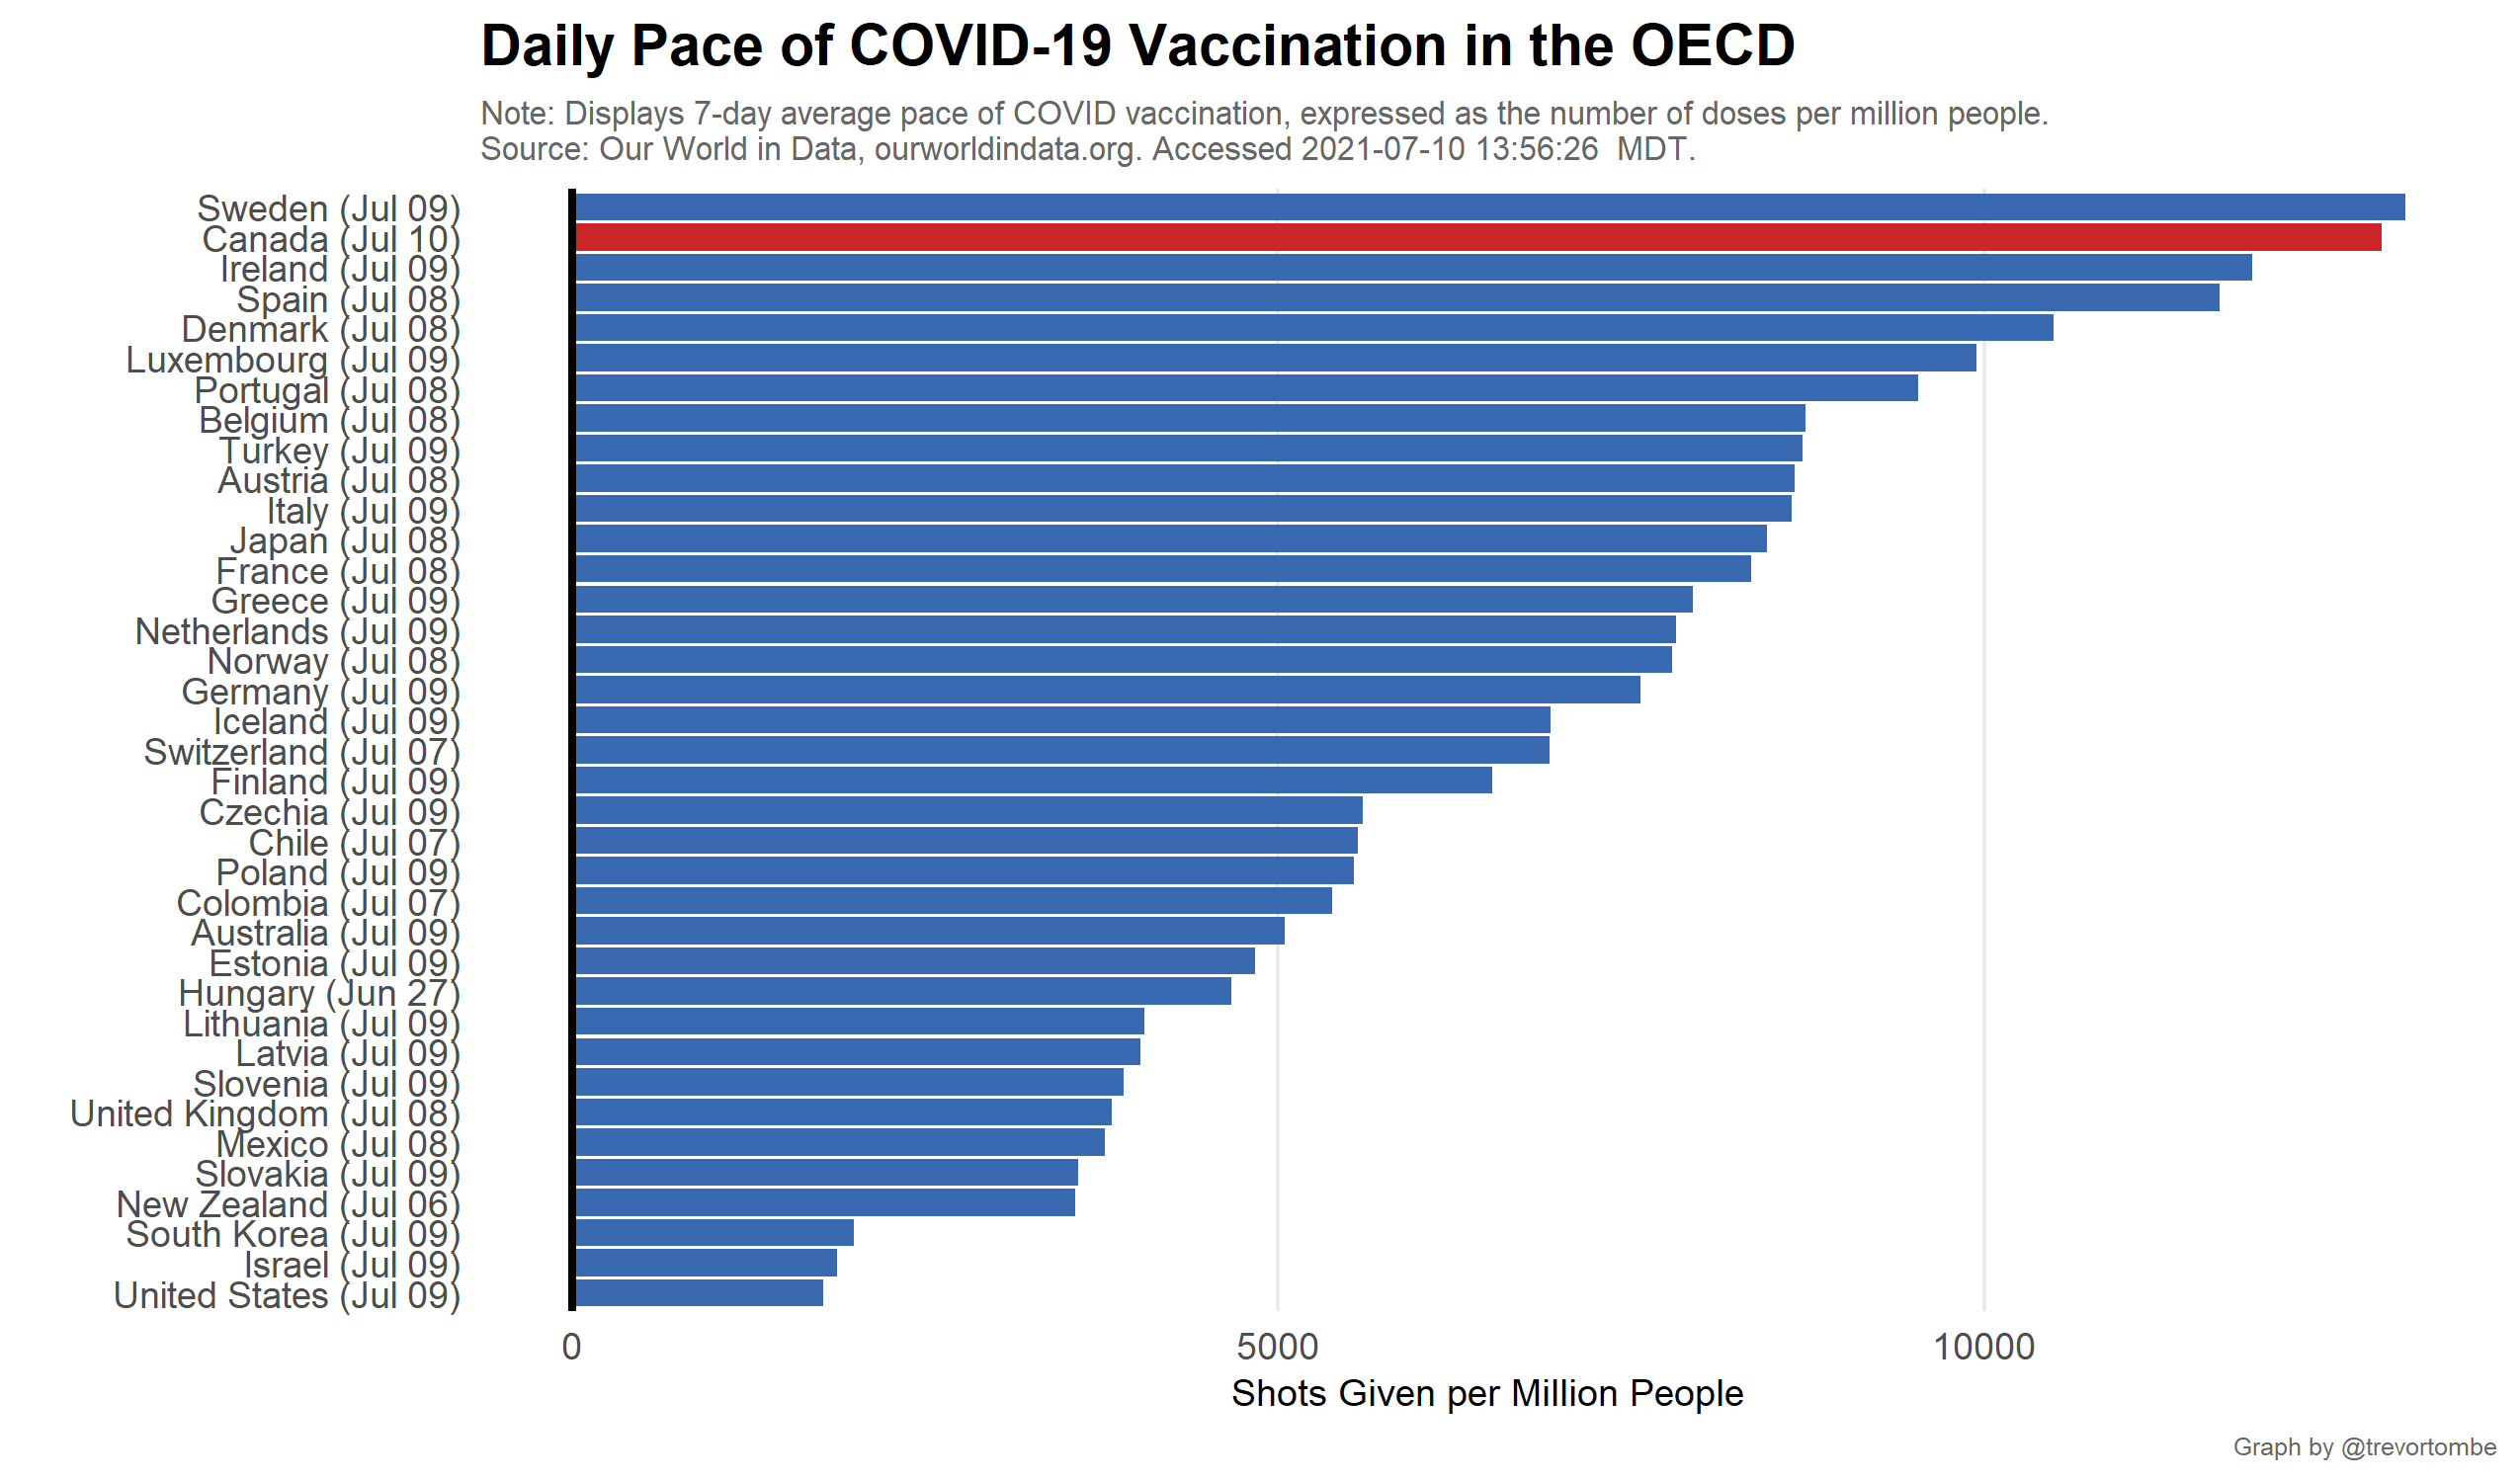 Daily Pace of COVID-19 Vaccination in the OECD
Note: Displays 7-day average pace of COVID vaccination, expressed as the number of doses per million people.
Source: Our World in Data, ourworldindata.org. Accessed 2021-07-10 13:56:26  MDT.
Sweden (Jul 09)
Canada (Jul 10)
Ireland (Jul 09)
Spain (Jul 08)
Denmark (Jul 08)
Luxembourg (Jul 09)
Portugal (Jul 08)
Belgium (Jul 08)
Turkey (Jul 09)
Austria (Jul 08)
Italy (Jul 09)
Japan (Jul 08)
France (Jul 08)
Greece (Jul 09)
Netherlands (Jul 09)
Norway (Jul 08)
Germany (Jul 09)
Iceland (Jul 09)
Switzerland (Jul 07)
Finland (Jul 09)
Czechia (Jul 09)
Chile (Jul 07)
Poland (Jul 09)
Colombia (Jul 07)
Australia (Jul 09)
Estonia (Jul 09)
Hungary (Jun 27)
Lithuania (Jul 09)
Latvia (Jul 09)
Slovenia (Jul 09)
United Kingdom (Jul 08)
Mexico (Jul 08)
Slovakia (Jul 09)
New Zealand (Jul 06)
South Korea (Jul 09)
Israel (Jul 09)
United States (Jul 09)
0 5000 10000
Shots Given per Million People
Graph by @trevortombe